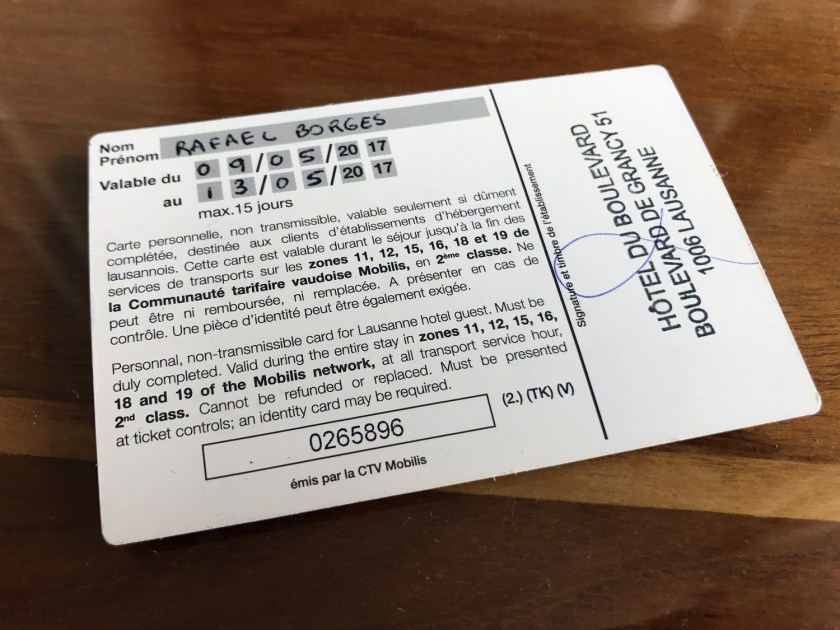 Nom
Prénom RAFAEL BORGES
Valable du 09/05/2017
au 13/05/2017
max.15 jours
Carte personnelle, non transmissible, valable seulement si dûment
complétée, destinée aux clients d'établissements d'hébergement
lausannois. Cette carte est valable durant le séjour jusqu'à la fin des
services de transports sur les zones 11, 12, 15, 16, 18 et 19 de
la Communauté tarifaire vaudoise Mobilis, en 2ème classe. Ne
peut être ni remboursée, ni remplacée. A présenter en cas de
contrôle. Une pièce d'identité peut être également exigée.
Personnal, non-transmissible card for Lausanne hotel guest. Must be
duly completed. Valid during the entire stay in zones 11, 12, 15, 16,
18 and 19 of the Mobilis network, at all transport service hour,
2nd class. Cannot be refunded or replaced. Must be presented
at ticket controls; an identity card may be required.
(2.) (TK) (V)
0265896
émis par la CTV Mobilis
Signature et timbre de l'établissement
HÔTEL DU BOULEVARD
BOULEVARD DE GRANCY 51
1006 LAUSANNE